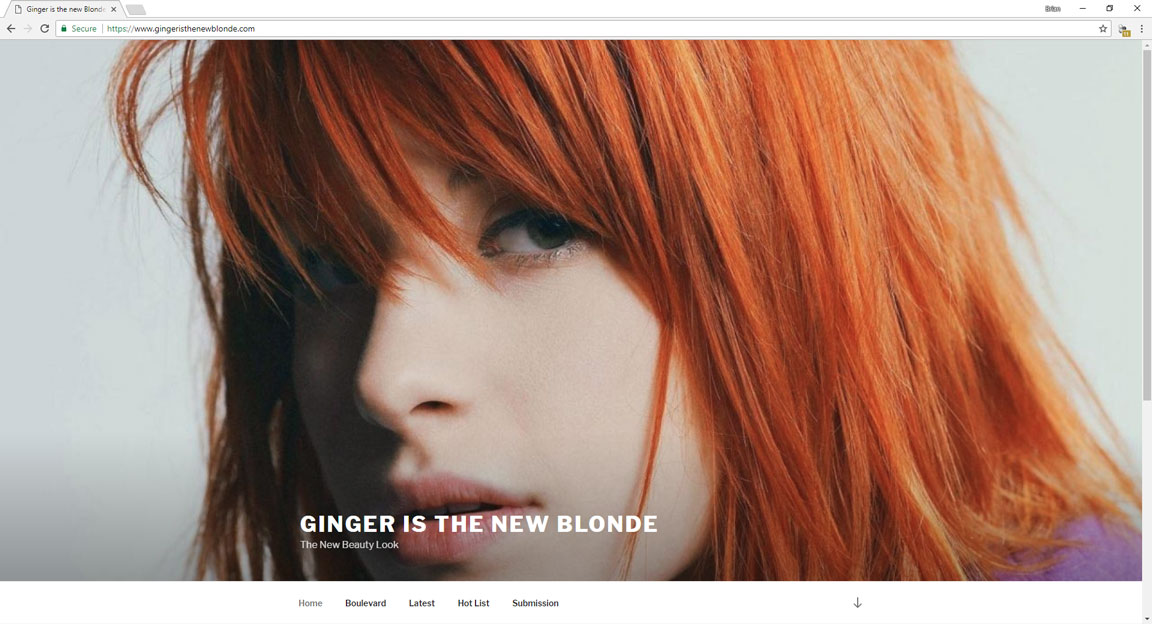 Ginger is the new Blond
Brian
Secure | https://www.gingeristhenewblonde.com
GINGER IS THE NEW BLONDE
The New Beauty Look
Home Boulevard Latest Hot List Submission